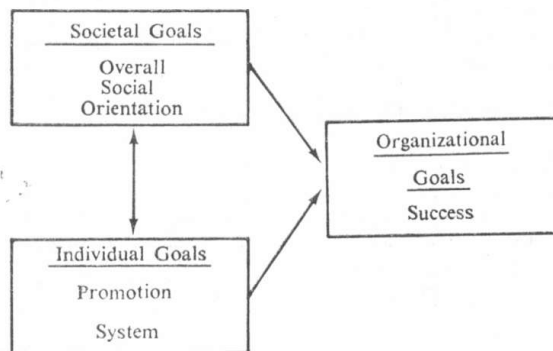 Societal Goals
Overall
Social
Orientation
Organizational
Goals
Success
Individual Goals
Promotion
System